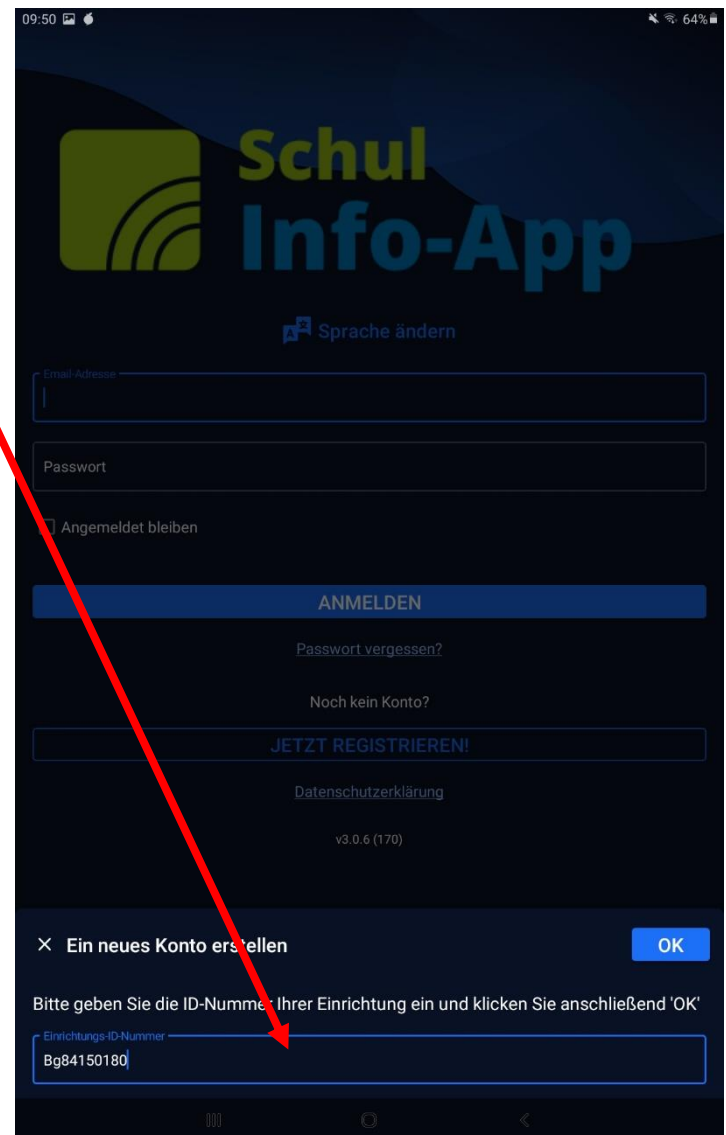 09:50 64%
Schul
Info-App
Sprache ändern
Email-Adresse
Passwort
Angemeldet bleiben
ANMELDEN
Passwort vergessen?
Noch kein Konto?
JETZT REGISTRIEREN!
Datenschutzerklärung
v3.0.6 (170)
Ein neues Konto erstellen OK
Bitte geben Sie die ID-Nummer Ihrer Einrichtung ein und klicken Sie anschließend 'OK'
Einrichtungs-ID-Nummer
Bg84150180